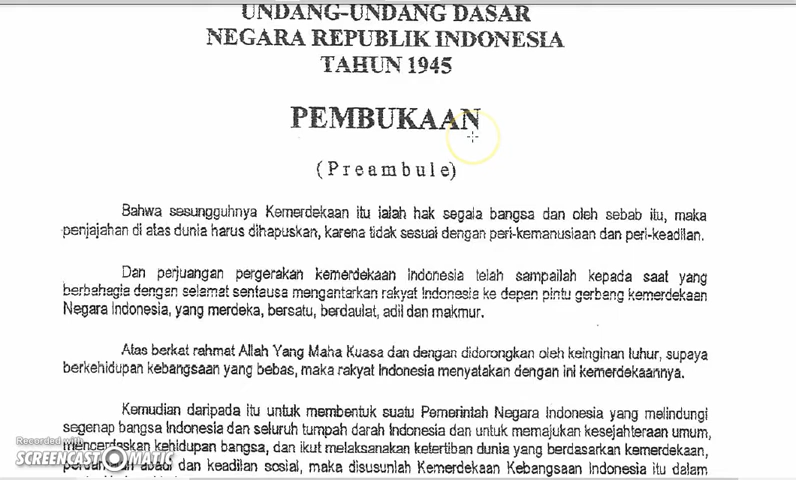 UNDANG-UNDANG DASAR
NEGARA REPUBLIK INDONESIA
TAHUN 1945
PEMBUKAAN
(Preambule)
Bahwa sesungguhnya Kemerdekaan itu ialah hak segala bangsa dan oleh sebab itu, maka
penjajahan di atas dunia harus dihapuskan, karena tidak sesuai dengan peri-kemanusiaan dan peri-keadilan.
Dan perjuangan pergerakan kemerdekaan Indonesia telah sampailah kepada saat yang
berbahagia dengan selamat sentausa mengantarkan rakyat Indonesia ke depan pintu gerbang kemerdekaan
Negara Indonesia, yang merdeka, bersatu, berdaulat, adil dan makmur.
Atas berkat rahmat Allah Yang Maha Kuasa dan dengan didorongkan oleh keinginan luhur, supaya
berkehidupan kebangsaan yang bebas, maka rakyat Indonesia menyatakan dengan ini kemerdekaannya.
Kemudian daripada itu untuk membentuk suatu Pemerintah Negara Indonesia yang melindungi
segenap bangsa Indonesia dan seluruh tumpah darah Indonesia dan untuk memajukan kesejahteraan umum,
mencerdaskan kehidupan bangsa, dan ikut melaksanakan ketertiban dunia yang berdasarkan kemerdekaan,
abadi dan keadilan sosial, maka disusunlah Kemerdekaan Kebangsaan Indonesia itu dalam
Recorded with
SCREENCAST-O-MATIC